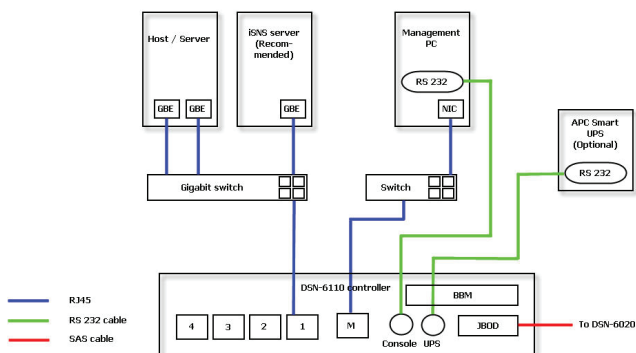 Host / Server
GBE
GBE
iSNS server
(Recom-
mended)
GBE
Management
PC
RS 232
NIC
APC Smart
UPS
(Optional)
RS 232
Gigabit switch
Switch
DSN-6110 controller
BBM
4
3
2
1
M
Console
UPS
JBOD
To DSN-6020
RJ45
RS 232 cable
SAS cable